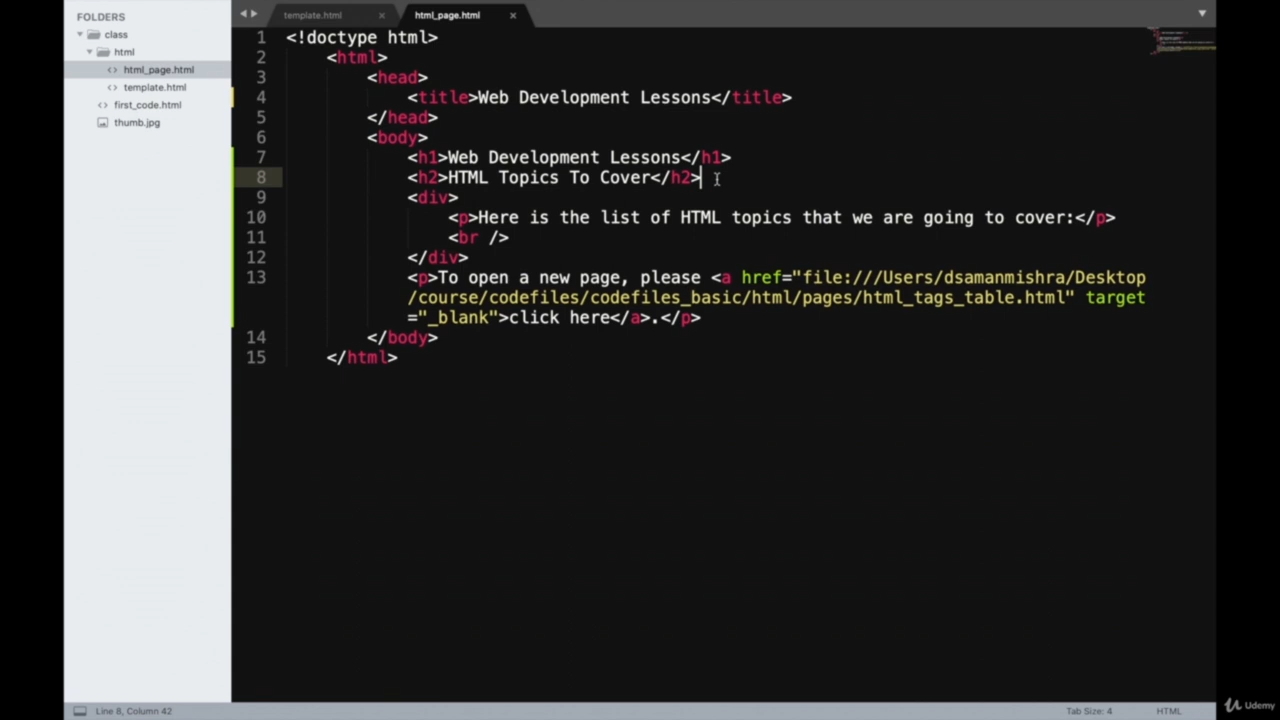 FOLDERS
class
html
html_page.html
template.html
first_code.html
thumb.jpg
template.html × html_page.html ×
1 <!doctype html>
2 <html>
3 <head>
4 <title>Web Development Lessons</title>
5 </head>
6 <body>
7 <h1>Web Development Lessons</h1>
8 <h2>HTML Topics To Cover</h2>
9 <div>
10 <p>Here is the list of HTML topics that we are going to cover:</p>
11 <br />
12 </div>
13 <p>To open a new page, please <a href="file:///Users/dsamanmishra/Desktop
/course/codefiles/codefiles_basic/html/pages/html_tags_table.html" target
="_blank">click here</a>.</p>
14 </body>
15 </html>
Line 8, Column 42
Tab Size: 4
HTML
Udemy